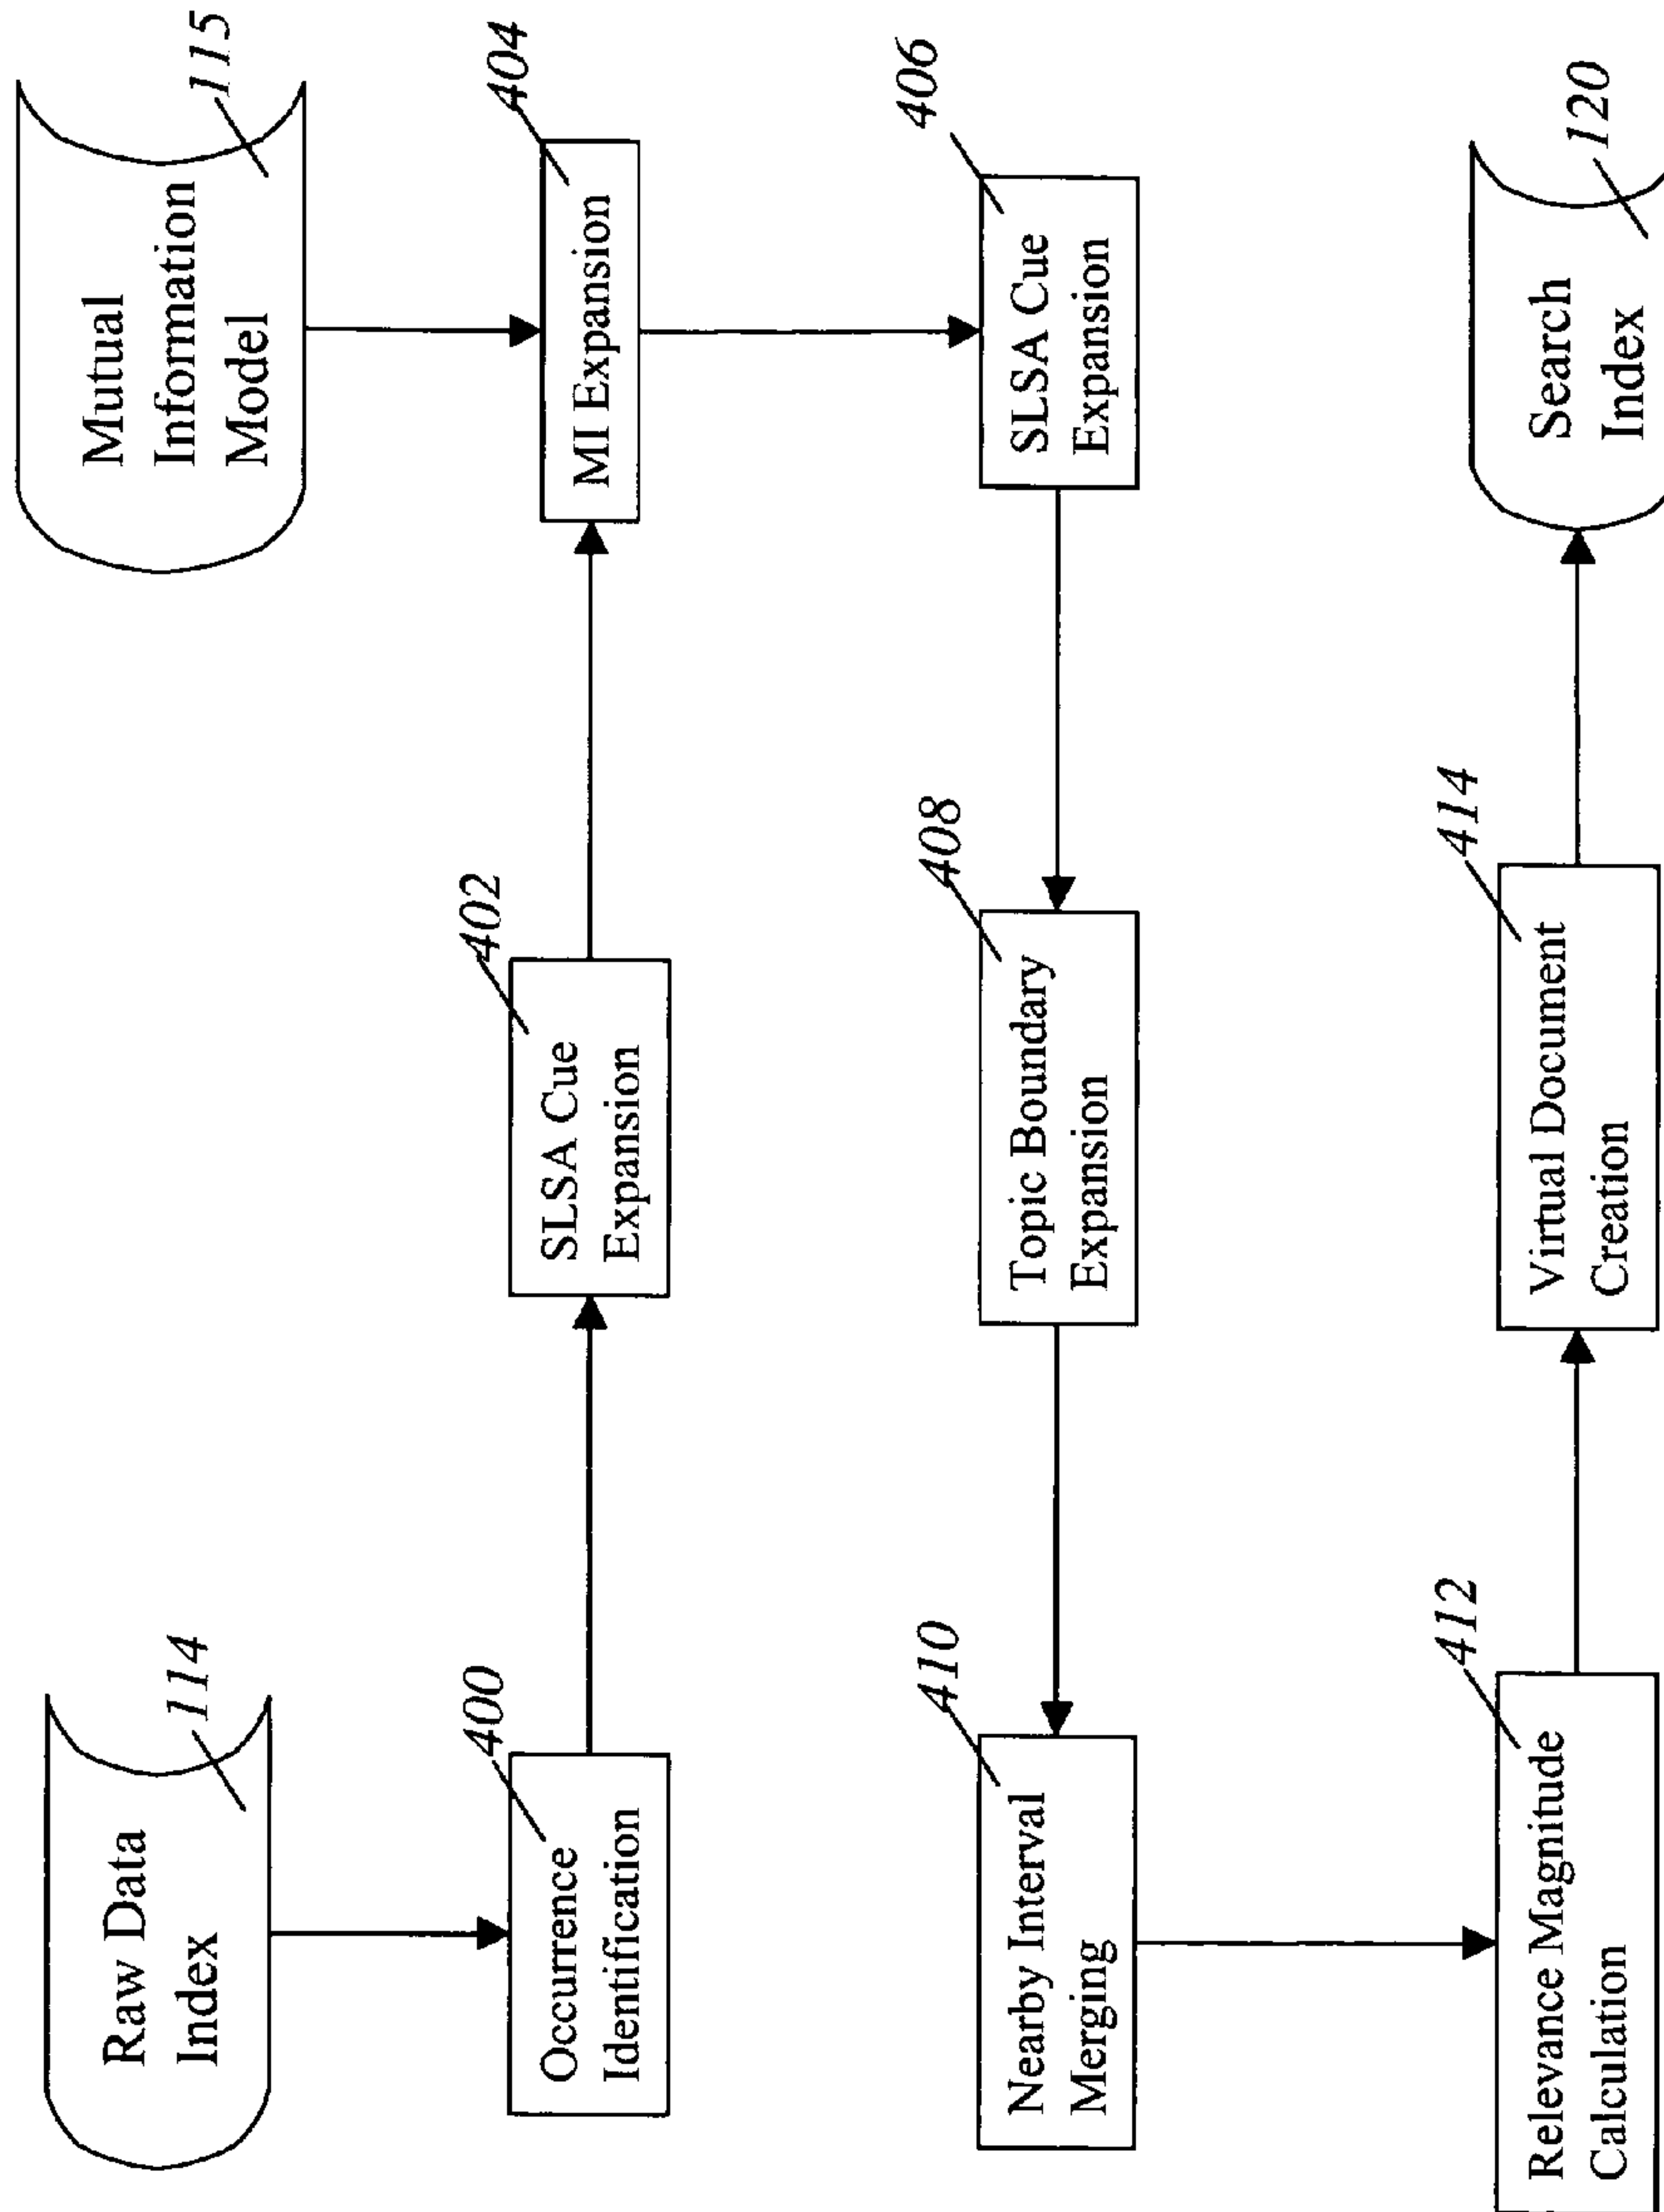 Raw Data
Index
114
Mutual
Information
Model
115
Occurrence
Identification
400
SLSA Cue
Expansion
402
MI Expansion
404
SLSA Cue
Expansion
406
Topic Boundary
Expansion
408
Nearby Interval
Merging
410
Relevance Magnitude
Calculation
412
Virtual Document
Creation
414
Search
Index
120